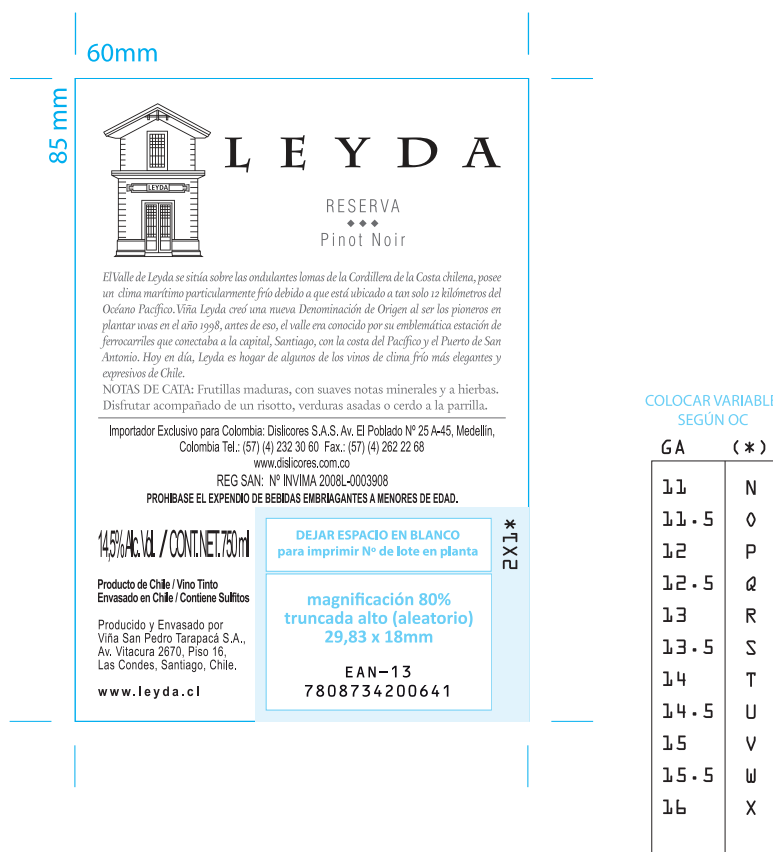 60mm
85 mm
LEYDA
LEYDA
RESERVA
Pinot Noir
El Valle de Leyda se sitúa sobre las ondulantes lomas de la Cordillera de la Costa chilena, posee
un clima marítimo particularmente frío debido a que está ubicado a tan solo 12 kilómetros del
Océano Pacífico. Viña Leyda creó una nueva Denominación de Origen al ser los pioneros en
plantar uvas en el año 1998, antes de eso, el valle era conocido por su emblemática estación de
ferrocarriles que conectaba a la capital, Santiago, con la costa del Pacífico y el Puerto de San
Antonio. Hoy en día, Leyda es hogar de algunos de los vinos de clima frío más elegantes y
expresivos de Chile.
NOTAS DE CATA: Frutillas maduras, con suaves notas minerales y a hierbas.
Disfrutar acompañado de un risotto, verduras asadas o cerdo a la parrilla.
Importador Exclusivo para Colombia: Dislicores S.A.S. Av. El Poblado Nº 25 A-45, Medellín,
Colombia Tel.: (57) (4) 232 30 60 Fax.: (57) (4) 262 22 68
www.dislicores.com.co
REG SAN: Nº INVIMA 2008L-0003908
PROHIBASE EL EXPENDIO DE BEBIDAS EMBRIAGANTES A MENORES DE EDAD.
14,5%Alc.Vol. / CONT.NET.750ml
Producto de Chile / Vino Tinto
Envasado en Chile / Contiene Sulfitos
Producido y Envasado por
Viña San Pedro Tarapacá S.A.,
Av. Vitacura 2670, Piso 16,
Las Condes, Santiago, Chile.
www.leyda.cl
DEJAR ESPACIO EN BLANCO
para imprimir Nº de lote en planta
*1X2
magnificación 80%
truncada alto (aleatorio)
29,83 x 18mm
EAN-13
7808734200641
COLOCAR VARIABLE
SEGÚN OC
GA (*)
11 N
11.5 O
12 P
12.5 Q
13 R
13.5 S
14 T
14.5 U
15 V
15.5 W
16 X